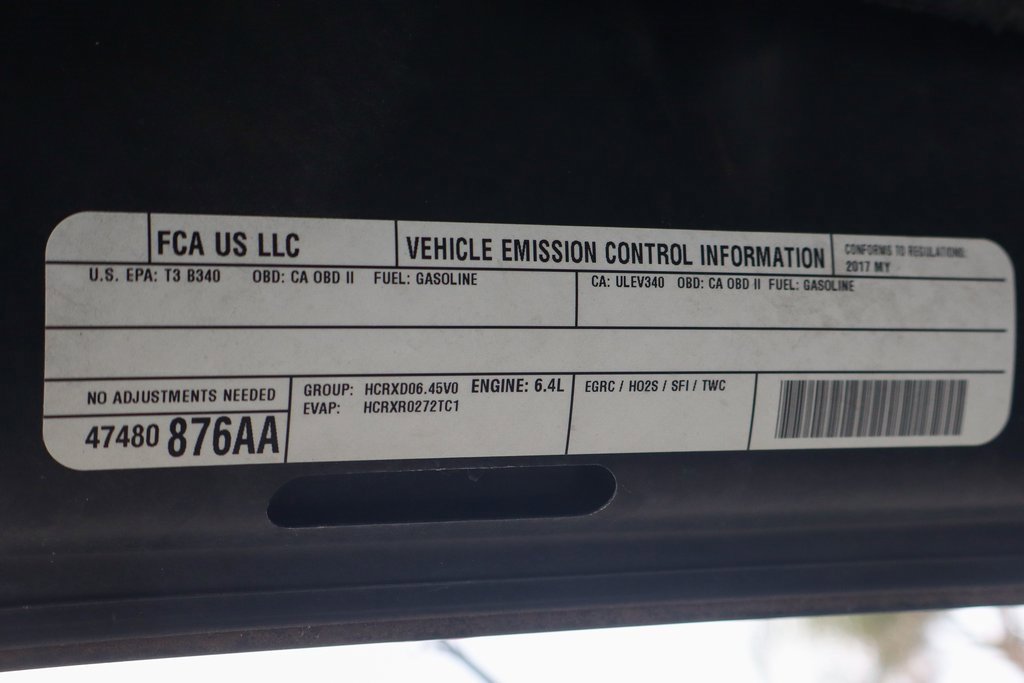 FCA US LLC
VEHICLE EMISSION CONTROL INFORMATION
CONFORMS TO REGULATIONS:
2017 MY
U.S. EPA: T3 B340 OBD: CA OBD II FUEL: GASOLINE
CA: ULEV340 OBD: CA OBD II FUEL: GASOLINE
NO ADJUSTMENTS NEEDED
47480 876AA
GROUP: HCRXD06.45V0 ENGINE: 6.4L
EVAP: HCRXR0272TC1
EGRC / HO2S / SFI / TWC